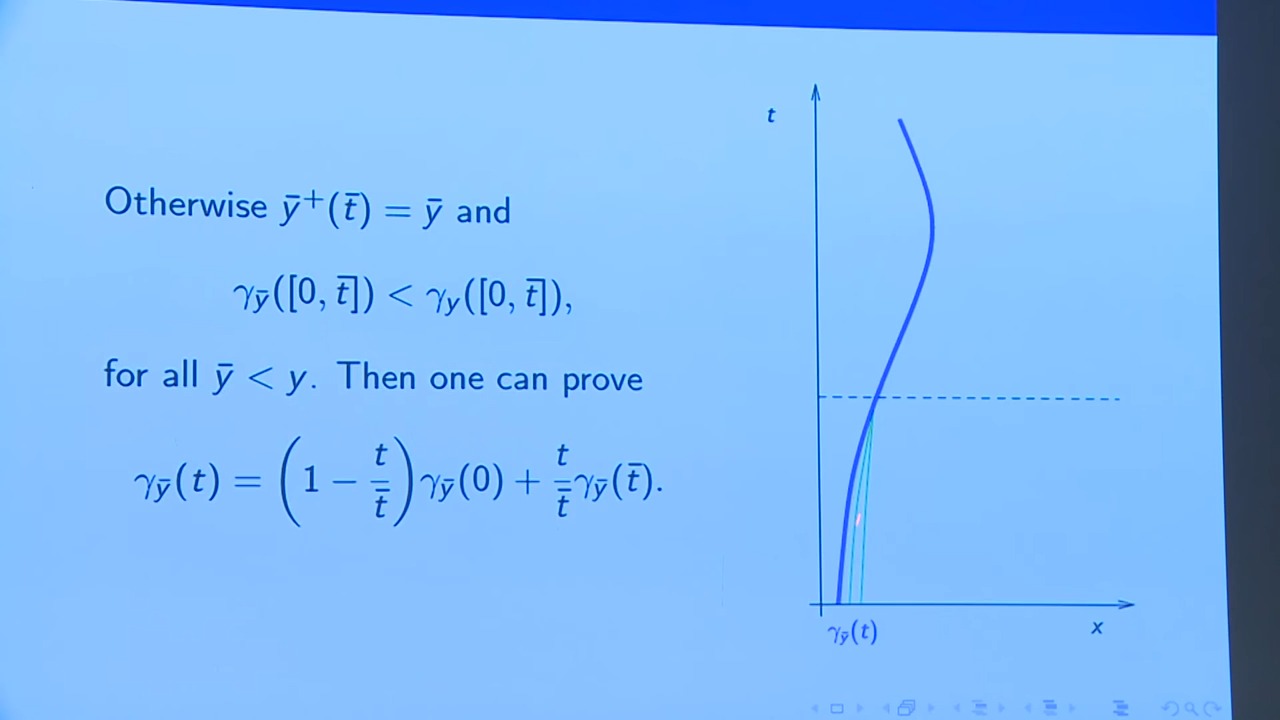 Otherwise ȳ⁺(t̄) = ȳ and
γ_ȳ([0, t̄]) < γ_y([0, t̄]),
for all ȳ < y. Then one can prove
γ_ȳ(t) = (1 − t/t̄)γ_ȳ(0) + t/t̄ γ_ȳ(t̄).
t
γ_ȳ(t)
x